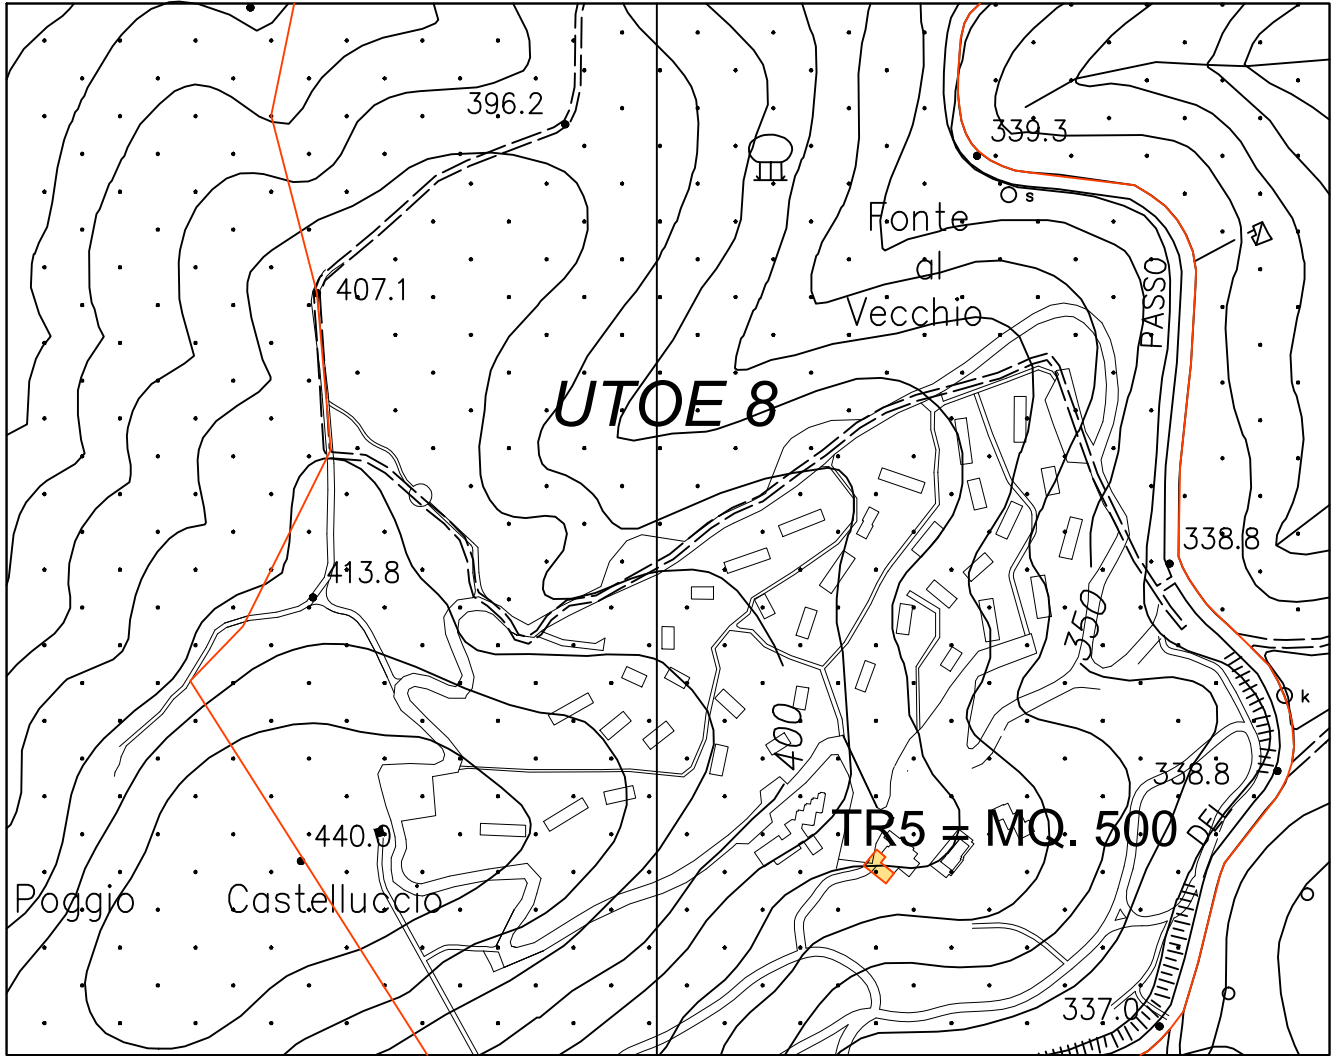 396.2
339.3
s
Fonte
al
Vecchio
PASSO
407.1
UTOE 8
338.8
413.8
350
k
400
338.8
TR5 = MQ. 500
DEI
440.0
Poggio Castelluccio
337.0